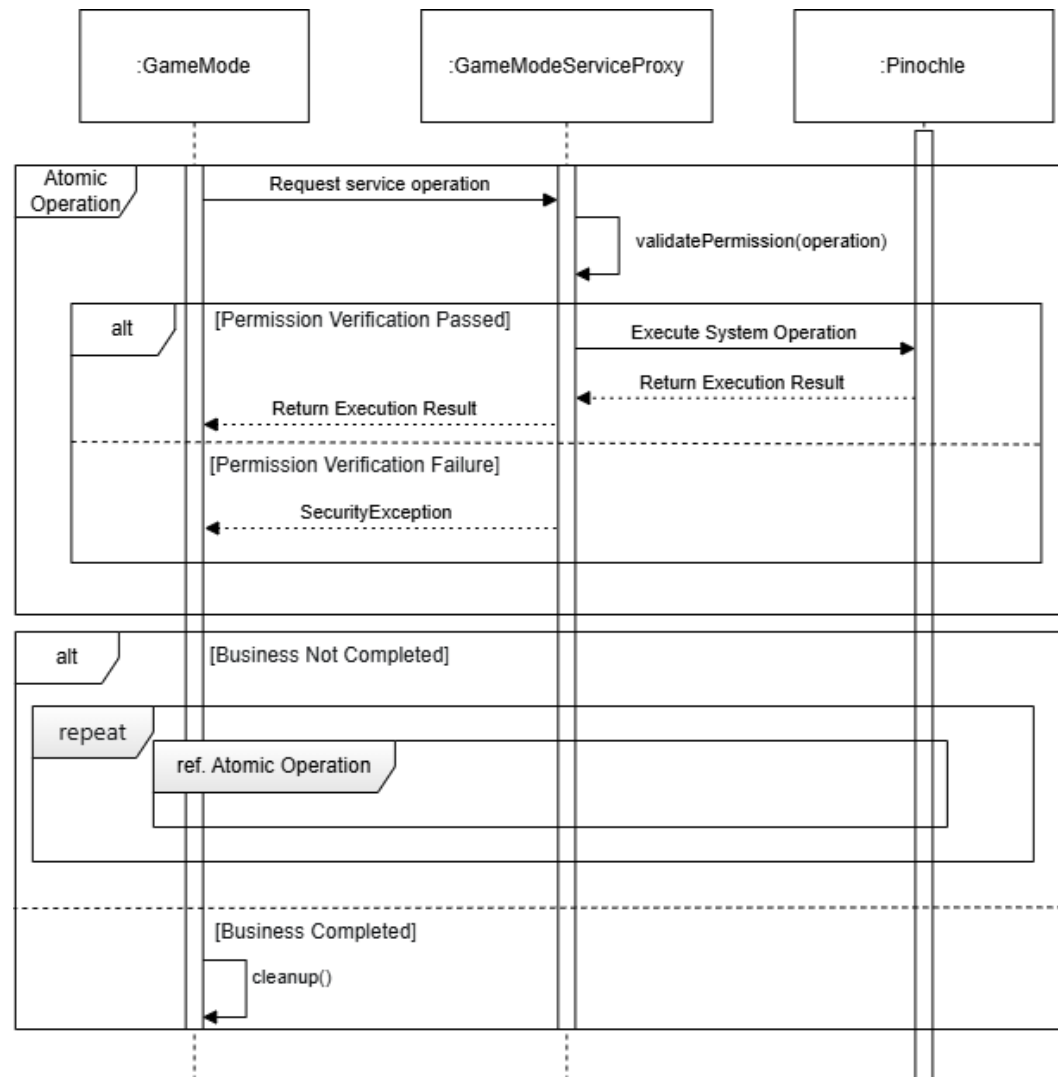 :GameMode
:GameModeServiceProxy
:Pinochle
Atomic
Operation
Request service operation
validatePermission(operation)
alt
[Permission Verification Passed]
Execute System Operation
Return Execution Result
Return Execution Result
[Permission Verification Failure]
SecurityException
alt
[Business Not Completed]
repeat
ref. Atomic Operation
[Business Completed]
cleanup()